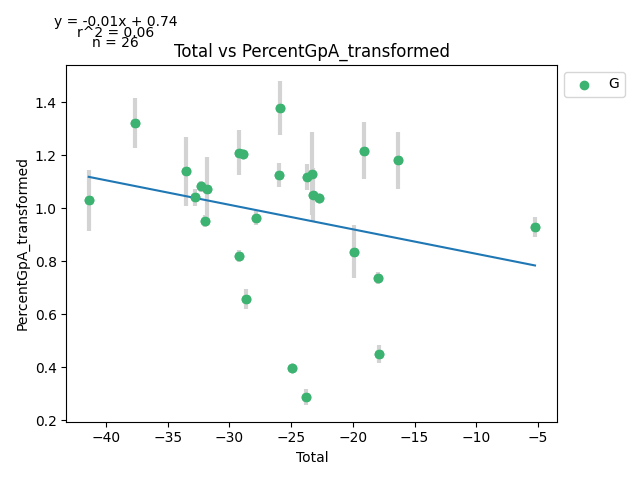 y = -0.01x + 0.74
r^2 = 0.06
n = 26
Total vs PercentGpA_transformed
G
PercentGpA_transformed
1.4
1.2
1.0
0.8
0.6
0.4
0.2
−40 −35 −30 −25 −20 −15 −10 −5
Total